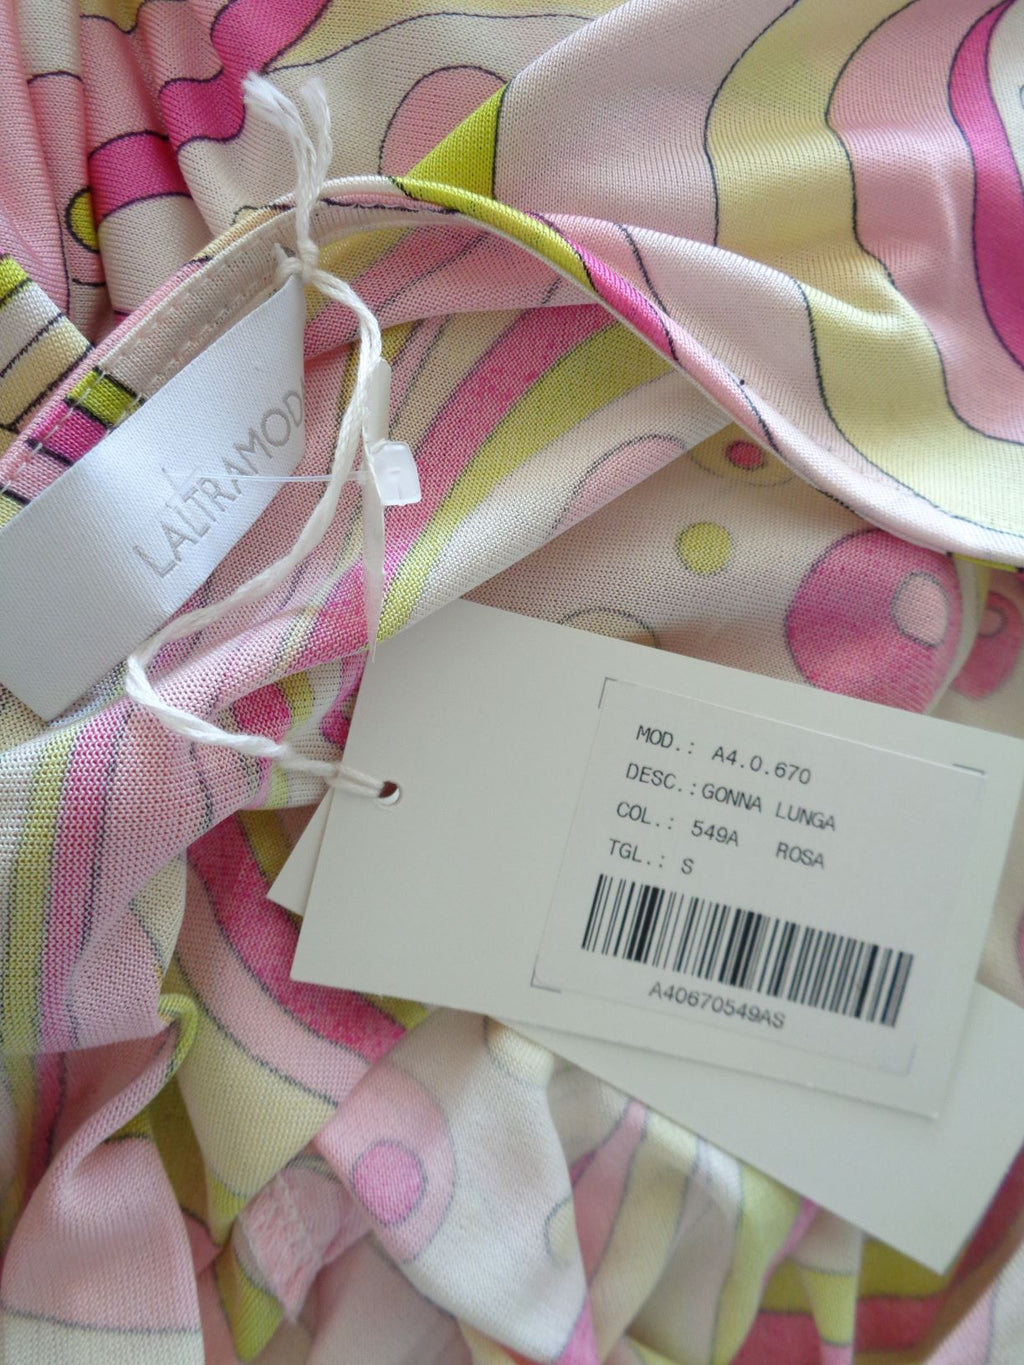 LALTRAMOD
MOD.: A4.0.670
DESC.:GONNA LUNGA
COL.: 549A ROSA
TGL.: S
A40670549AS